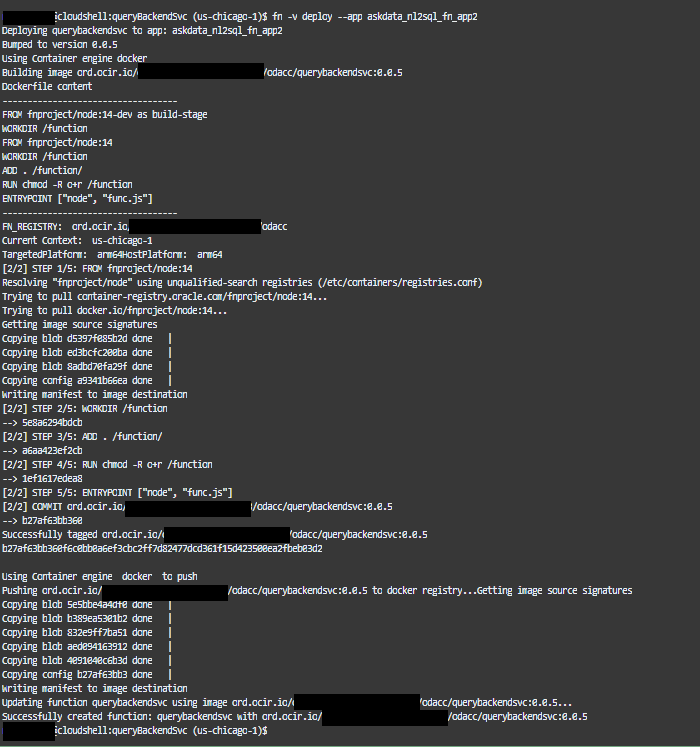 @cloudshell:queryBackendSvc (us-chicago-1)$ fn -v deploy --app askdata_nl2sql_fn_app2
Deploying querybackendsvc to app: askdata_nl2sql_fn_app2
Bumped to version 0.0.5
Using Container engine docker
Building image ord.ocir.io/ /odacc/querybackendsvc:0.0.5
Dockerfile content
---------------------------------
FROM fnproject/node:14-dev as build-stage
WORKDIR /function
FROM fnproject/node:14
WORKDIR /function
ADD . /function/
RUN chmod -R o+r /function
ENTRYPOINT ["node", "func.js"]
---------------------------------
FN_REGISTRY:  ord.ocir.io/ /odacc
Current Context:  us-chicago-1
TargetedPlatform:  arm64HostPlatform:  arm64
[2/2] STEP 1/5: FROM fnproject/node:14
Resolving "fnproject/node" using unqualified-search registries (/etc/containers/registries.conf)
Trying to pull container-registry.oracle.com/fnproject/node:14...
Trying to pull docker.io/fnproject/node:14...
Getting image source signatures
Copying blob d5397f085b2d done   |
Copying blob ed3bcfc200ba done   |
Copying blob 8adbd70fa29f done   |
Copying config a9341b66ea done   |
Writing manifest to image destination
[2/2] STEP 2/5: WORKDIR /function
--> 5e8a6294bdcb
[2/2] STEP 3/5: ADD . /function/
--> a6aa423ef2cb
[2/2] STEP 4/5: RUN chmod -R o+r /function
--> 1ef1617edea8
[2/2] STEP 5/5: ENTRYPOINT ["node", "func.js"]
[2/2] COMMIT ord.ocir.io/ /odacc/querybackendsvc:0.0.5
--> b27af63bb360
Successfully tagged ord.ocir.io/ /odacc/querybackendsvc:0.0.5
b27af63bb360f6c0bb0a6ef3cbc2ff7d82477dcd361f15d423500ea2fbeb03d2
Using Container engine  docker  to push
Pushing ord.ocir.io/ /odacc/querybackendsvc:0.0.5 to docker registry...Getting image source signatures
Copying blob 5e5bbe4a4df0 done   |
Copying blob b389ea5301b2 done   |
Copying blob 832e9ff7ba51 done   |
Copying blob aed094163912 done   |
Copying blob 4091040c6b3d done   |
Copying config b27af63bb3 done   |
Writing manifest to image destination
Updating function querybackendsvc using image ord.ocir.io/ /odacc/querybackendsvc:0.0.5...
Successfully created function: querybackendsvc with ord.ocir.io/ /odacc/querybackendsvc:0.0.5
@cloudshell:queryBackendSvc (us-chicago-1)$